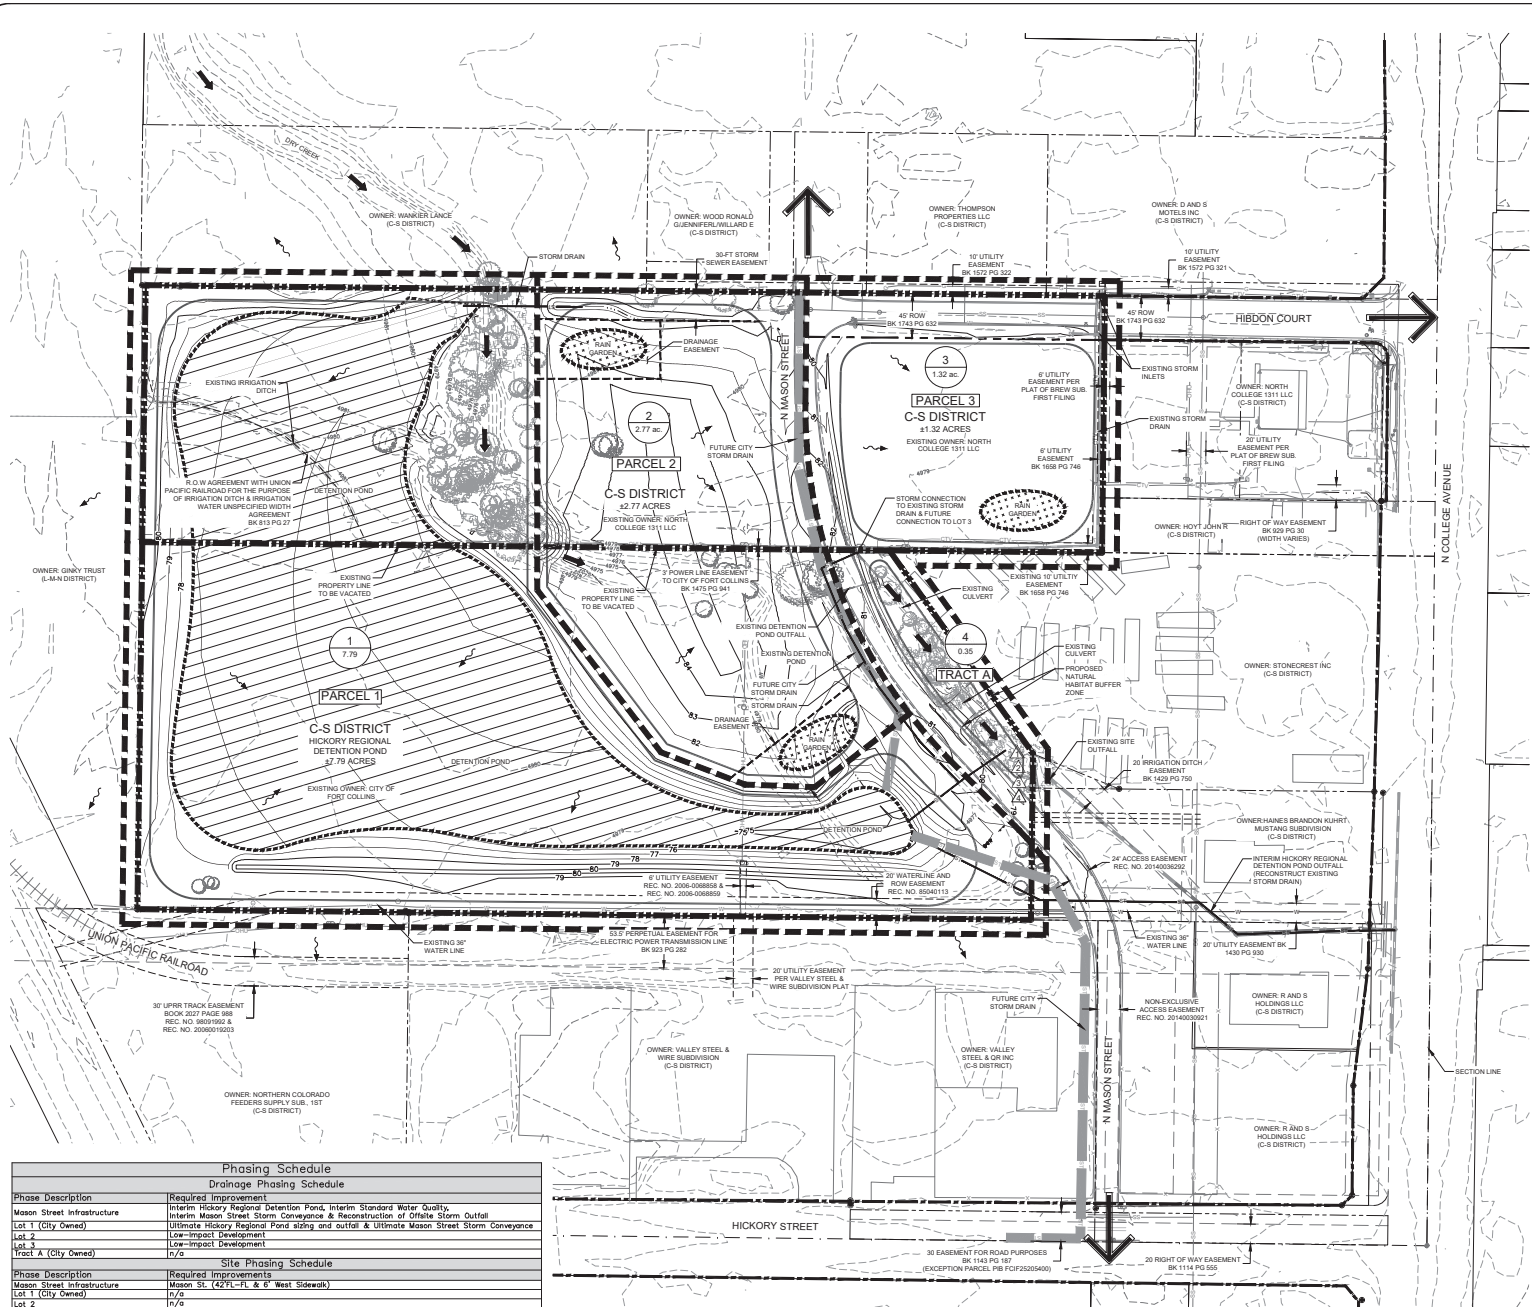 DRY CREEK
OWNER: WANKIER LANCE
(C-S DISTRICT)
STORM DRAIN
OWNER: WOOD RONALD
G/JENNIFERL/WILLARD E
(C-S DISTRICT)
30-FT STORM
SEWER EASEMENT
OWNER: THOMPSON
PROPERTIES LLC
(C-S DISTRICT)
10' UTILITY
EASEMENT
BK 1572 PG 322
OWNER: D AND S
MOTELS INC
(C-S DISTRICT)
10' UTILITY
EASEMENT
BK 1572 PG 321
45' ROW
BK 1743 PG 632
45' ROW
BK 1743 PG 632
HIBDON COURT
RAIN
GARDEN
DRAINAGE
EASEMENT
N MASON STREET
EXISTING IRRIGATION
DITCH
2
2.77 ac.
PARCEL 2
C-S DISTRICT
±2.77 ACRES
EXISTING OWNER: NORTH
COLLEGE 1311 LLC
FUTURE CITY
STORM DRAIN
3
1.32 ac.
PARCEL 3
C-S DISTRICT
±1.32 ACRES
EXISTING OWNER: NORTH
COLLEGE 1311 LLC
6' UTILITY
EASEMENT PER
PLAT OF BREW SUB.
FIRST FILING
EXISTING STORM
INLETS
OWNER: NORTH
COLLEGE 1311 LLC
(C-S DISTRICT)
EXISTING STORM
DRAIN
20' UTILITY
EASEMENT PER
PLAT OF BREW SUB.
FIRST FILING
6' UTILITY
EASEMENT
BK 1658 PG 746
R.O.W AGREEMENT WITH UNION
PACIFIC RAILROAD FOR THE PURPOSE
OF IRRIGATION DITCH & IRRIGATION
WATER UNSPECIFIED WIDTH
AGREEMENT
BK 813 PG 27
DETENTION POND
STORM CONNECTION
TO EXISTING STORM
DRAIN & FUTURE
CONNECTION TO LOT 3
RAIN
GARDEN
OWNER: HOYT JOHN R
(C-S DISTRICT)
RIGHT OF WAY EASEMENT
BK 929 PG 30
(WIDTH VARIES)
N COLLEGE AVENUE
OWNER: GINKY TRUST
(L-M-N DISTRICT)
EXISTING
PROPERTY LINE
TO BE VACATED
EXISTING
PROPERTY LINE
TO BE VACATED
3' POWER LINE EASEMENT
TO CITY OF FORT COLLINS
BK 1475 PG 941
EXISTING 10' UTILTIY
EASEMENT
BK 1658 PG 746
EXISTING
CULVERT
1
7.79
PARCEL 1
C-S DISTRICT
HICKORY REGIONAL
DETENTION POND
±7.79 ACRES
EXISTING OWNER: CITY OF
FORT COLLINS
DETENTION POND
EXISTING DETENTION
POND OUTFALL
EXISTING DETENTION
POND
FUTURE CITY
STORM DRAIN
STORM DRAIN
DRAINAGE
EASEMENT
RAIN
GARDEN
4
0.35
TRACT A
EXISTING
CULVERT
PROPOSED
NATURAL
HABITAT BUFFER
ZONE
OWNER: STONECREST INC
(C-S DISTRICT)
EXISTING SITE
OUTFALL
20 IRRIGATION DITCH
EASEMENT
BK 1429 PG 750
DETENTION POND
OWNER:HAINES BRANDON KUHRT
MUSTANG SUBDIVISION
(C-S DISTRICT)
24' ACCESS EASEMENT
REC. NO. 20140036292
INTERIM HICKORY REGIONAL
DETENTION POND OUTFALL
(RECONSTRUCT EXISTING
STORM DRAIN)
6' UTILITY EASEMENT
REC. NO. 2006-0068858 &
REC. NO. 2006-0068859
20' WATERLINE AND
ROW EASEMENT
REC. NO. 85040113
EXISTING 36"
WATER LINE
53.5' PERPETUAL EASEMENT FOR
ELECTRIC POWER TRANSMISSION LINE
BK 923 PG 282
EXISTING 36"
WATER LINE
20' UTILITY EASEMENT BK
1430 PG 930
UNION PACIFIC RAILROAD
20' UTILITY EASEMENT
PER VALLEY STEEL &
WIRE SUBDIVISION PLAT
30' UPRR TRACK EASEMENT
BOOK 2027 PAGE 988
REC. NO. 98091992 &
REC. NO. 20060019203
FUTURE CITY
STORM DRAIN
NON-EXCLUSIVE
ACCESS EASEMENT
REC. NO. 20140030921
OWNER: R AND S
HOLDINGS LLC
(C-S DISTRICT)
OWNER: VALLEY STEEL &
WIRE SUBDIVISION
(C-S DISTRICT)
OWNER: VALLEY
STEEL & QR INC
(C-S DISTRICT)
N MASON STREET
SECTION LINE
OWNER: NORTHERN COLORADO
FEEDERS SUPPLY SUB., 1ST
(C-S DISTRICT)
OWNER: R AND S
HOLDINGS LLC
(C-S DISTRICT)
HICKORY STREET
30 EASEMENT FOR ROAD PURPOSES
BK 1143 PG 187
(EXCEPTION PARCEL PIB FCIF25205400)
20 RIGHT OF WAY EASEMENT
BK 1114 PG 555
Phasing Schedule
Drainage Phasing Schedule
Phase Description Required Improvement
Mason Street Infrastructure Interim Hickory Regional Detention Pond, Interim Standard Water Quality,
Interim Mason Street Storm Conveyance & Reconstruction of Offsite Storm Outfall
Lot 1 (City Owned) Ultimate Hickory Regional Pond sizing and outfall & Ultimate Mason Street Storm Conveyance
Lot 2 Low-Impact Development
Lot 3 Low-Impact Development
Tract A (City Owned) n/a
Site Phasing Schedule
Phase Description Required Improvements
Mason Street Infrastructure Mason St. (42'FL-FL & 6' West Sidewalk)
Lot 1 (City Owned) n/a
Lot 2 n/a